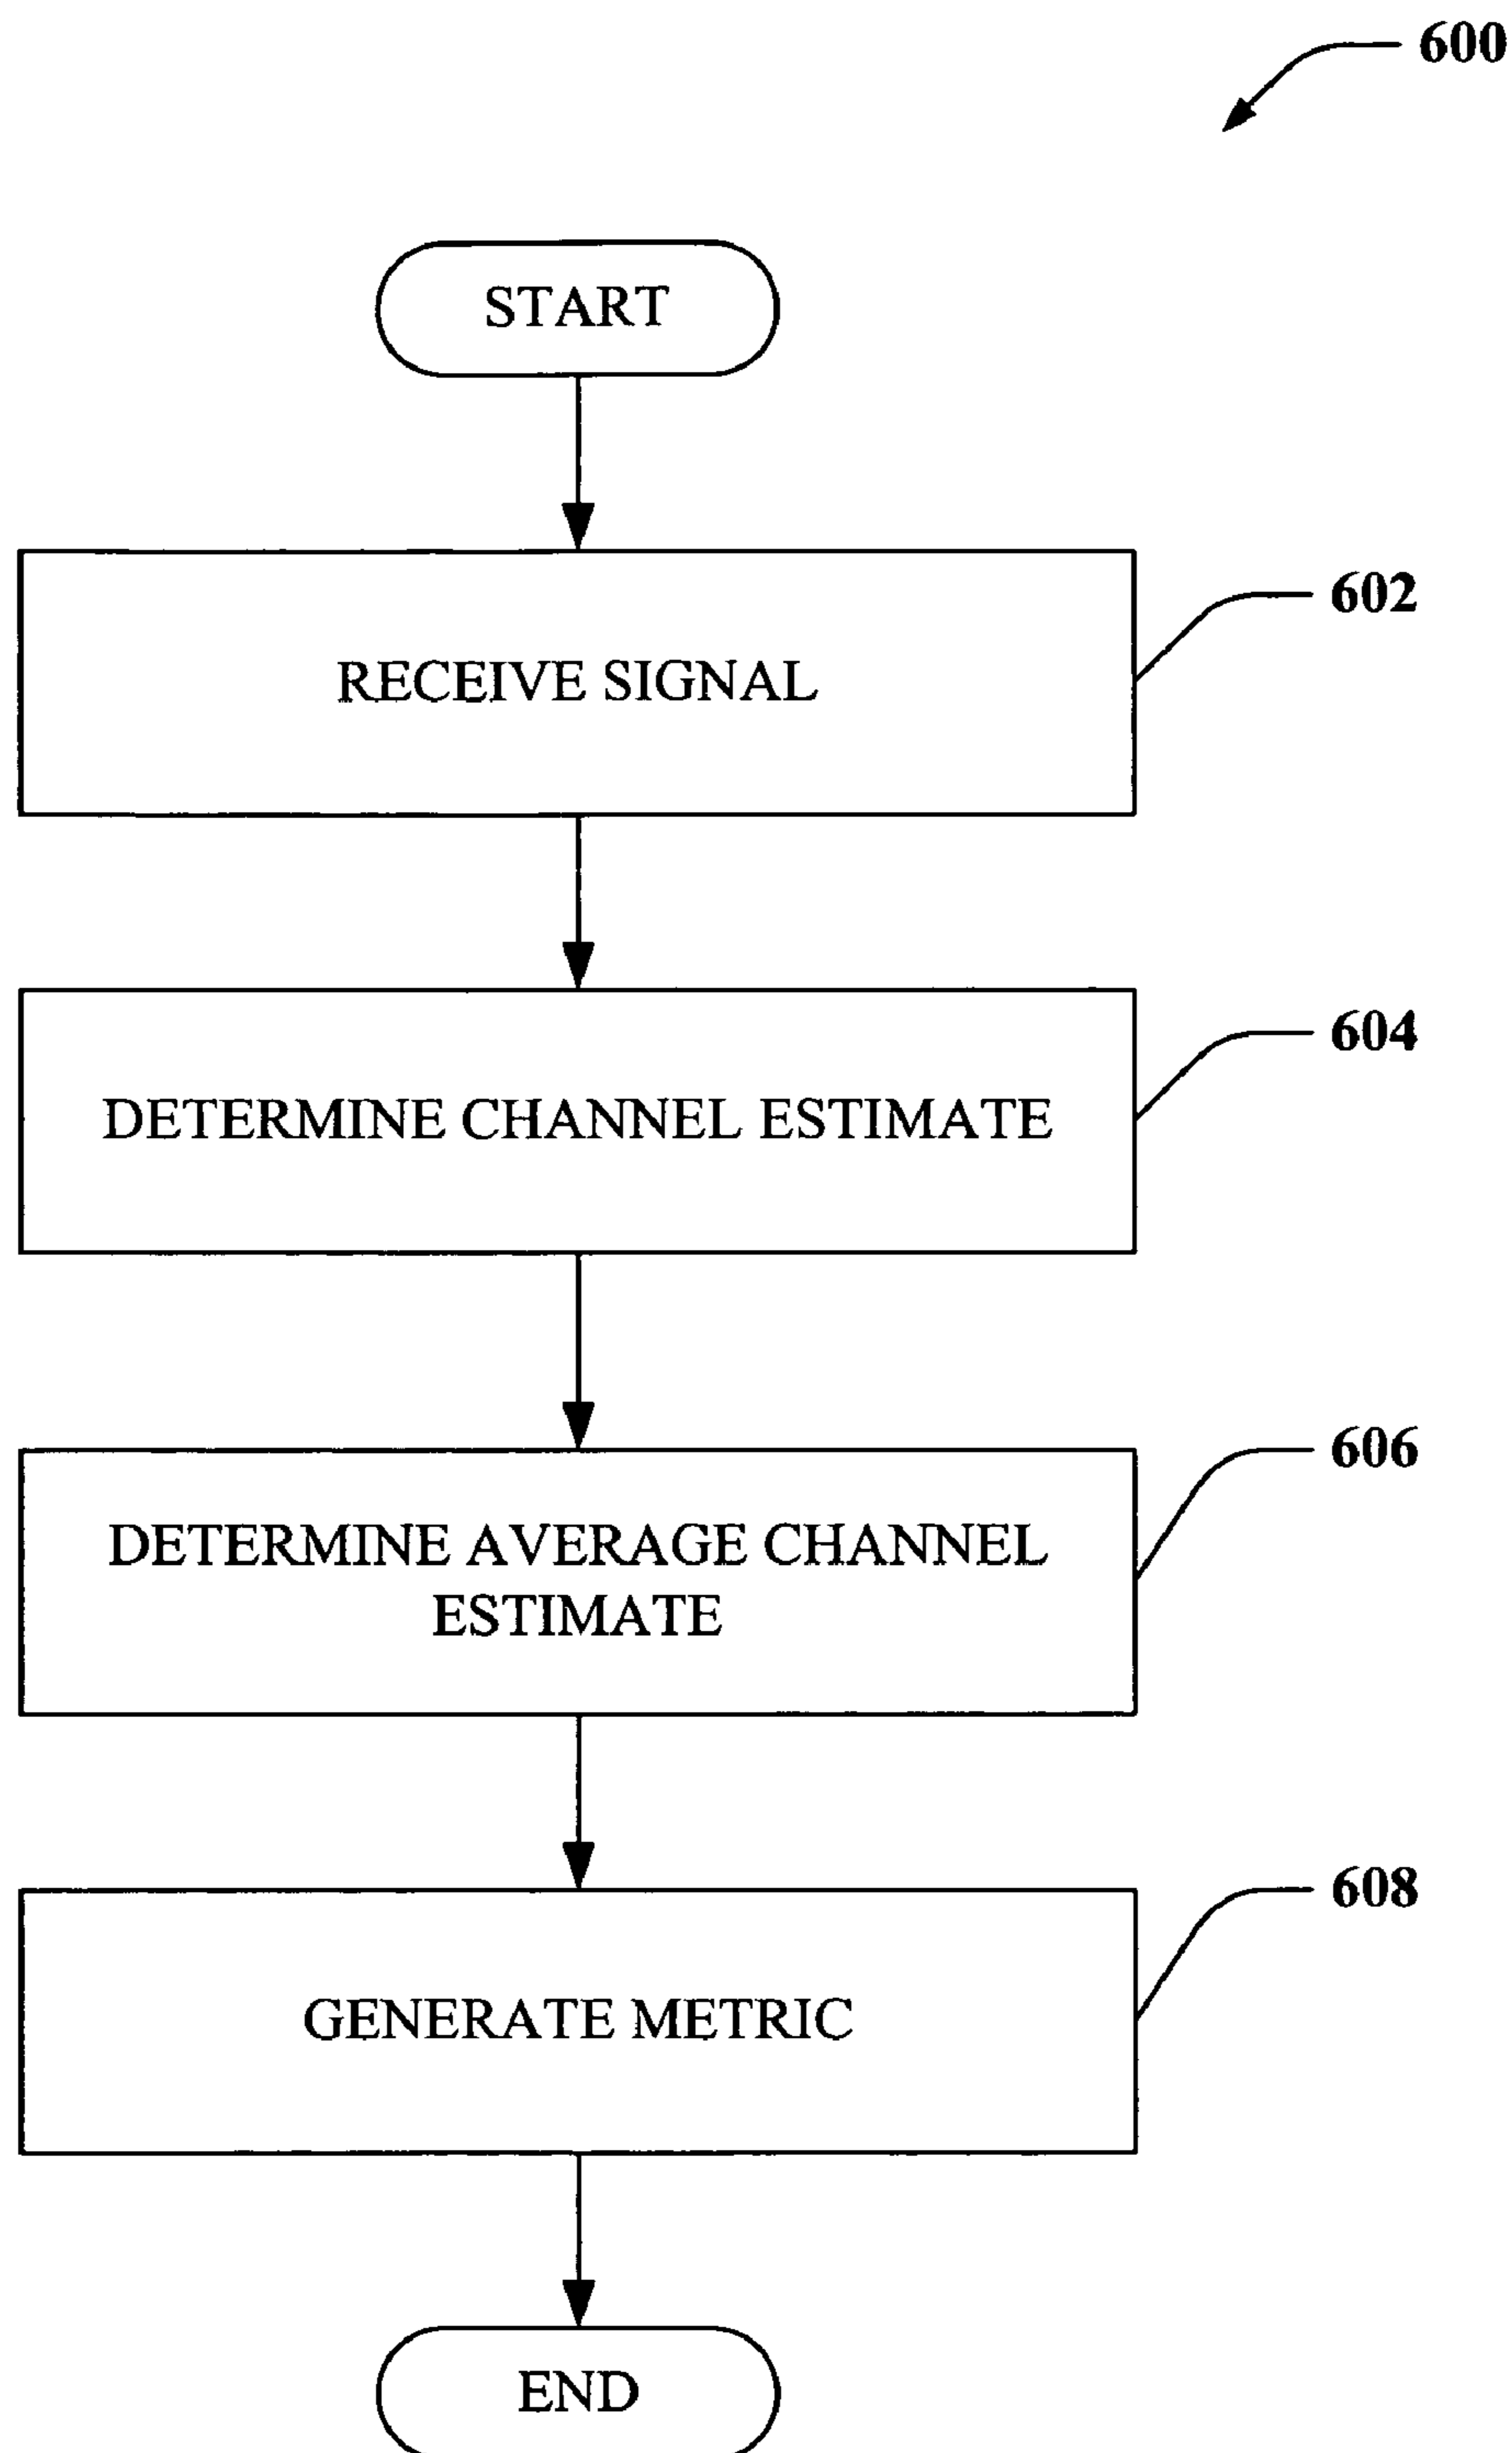 600
START
602
RECEIVE SIGNAL
604
DETERMINE CHANNEL ESTIMATE
606
DETERMINE AVERAGE CHANNEL
ESTIMATE
608
GENERATE METRIC
END